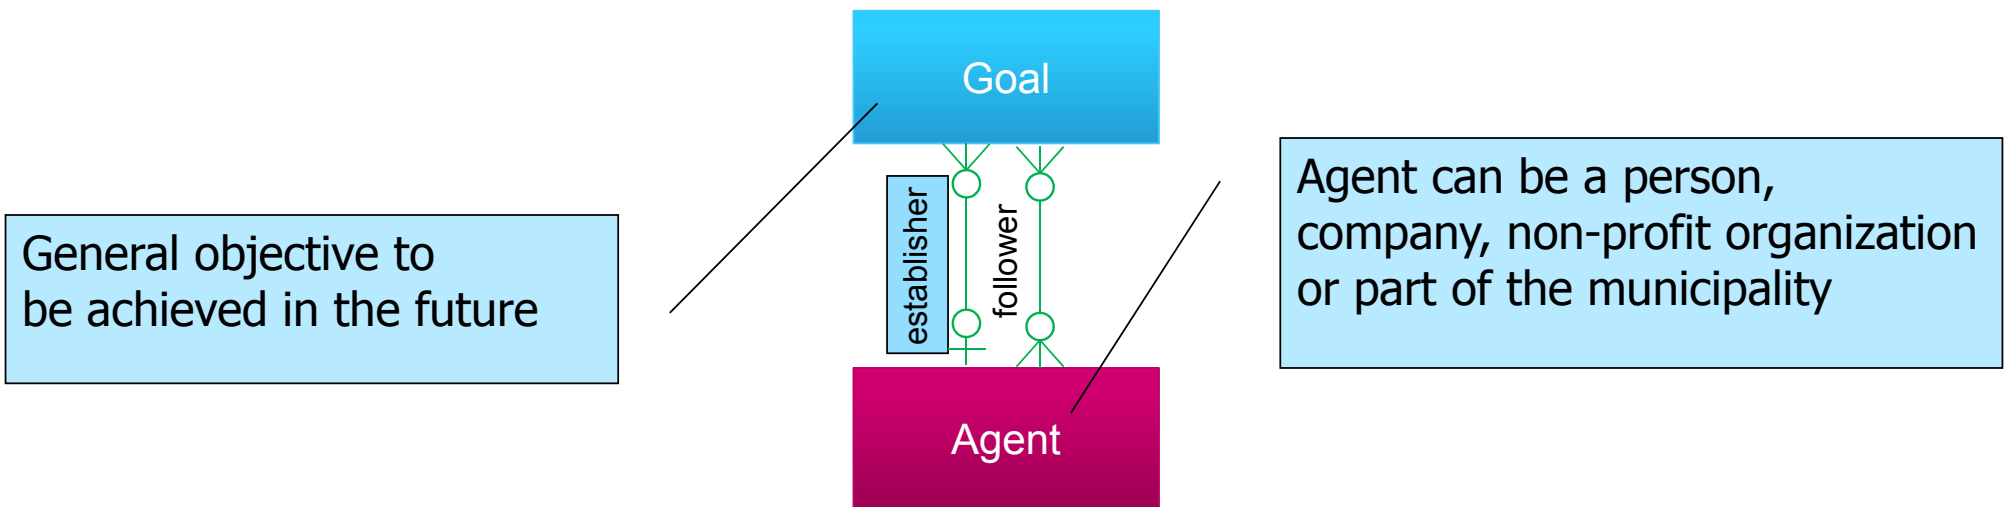 Goal
General objective to
be achieved in the future
establisher
follower
Agent can be a person,
company, non-profit organization
or part of the municipality
Agent